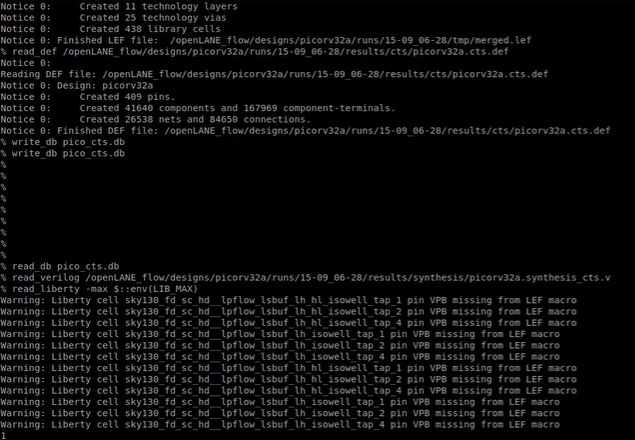 Notice 0:     Created 11 technology layers
Notice 0:     Created 25 technology vias
Notice 0:     Created 438 library cells
Notice 0: Finished LEF file:  /openLANE_flow/designs/picorv32a/runs/15-09_06-28/tmp/merged.lef
% read_def /openLANE_flow/designs/picorv32a/runs/15-09_06-28/results/cts/picorv32a.cts.def
Notice 0:
Reading DEF file: /openLANE_flow/designs/picorv32a/runs/15-09_06-28/results/cts/picorv32a.cts.def
Notice 0: Design: picorv32a
Notice 0:     Created 409 pins.
Notice 0:     Created 41640 components and 167969 component-terminals.
Notice 0:     Created 26538 nets and 84650 connections.
Notice 0: Finished DEF file: /openLANE_flow/designs/picorv32a/runs/15-09_06-28/results/cts/picorv32a.cts.def
% write_db pico_cts.db
% write_db pico_cts.db
%
%
%
%
%
%
%
%
%
% read_db pico_cts.db
% read_verilog /openLANE_flow/designs/picorv32a/runs/15-09_06-28/results/synthesis/picorv32a.synthesis_cts.v
% read_liberty -max $::env(LIB_MAX)
Warning: Liberty cell sky130_fd_sc_hd__lpflow_lsbuf_lh_hl_isowell_tap_1 pin VPB missing from LEF macro
Warning: Liberty cell sky130_fd_sc_hd__lpflow_lsbuf_lh_hl_isowell_tap_2 pin VPB missing from LEF macro
Warning: Liberty cell sky130_fd_sc_hd__lpflow_lsbuf_lh_hl_isowell_tap_4 pin VPB missing from LEF macro
Warning: Liberty cell sky130_fd_sc_hd__lpflow_lsbuf_lh_isowell_tap_1 pin VPB missing from LEF macro
Warning: Liberty cell sky130_fd_sc_hd__lpflow_lsbuf_lh_isowell_tap_2 pin VPB missing from LEF macro
Warning: Liberty cell sky130_fd_sc_hd__lpflow_lsbuf_lh_isowell_tap_4 pin VPB missing from LEF macro
Warning: Liberty cell sky130_fd_sc_hd__lpflow_lsbuf_lh_hl_isowell_tap_1 pin VPB missing from LEF macro
Warning: Liberty cell sky130_fd_sc_hd__lpflow_lsbuf_lh_hl_isowell_tap_2 pin VPB missing from LEF macro
Warning: Liberty cell sky130_fd_sc_hd__lpflow_lsbuf_lh_hl_isowell_tap_4 pin VPB missing from LEF macro
Warning: Liberty cell sky130_fd_sc_hd__lpflow_lsbuf_lh_isowell_tap_1 pin VPB missing from LEF macro
Warning: Liberty cell sky130_fd_sc_hd__lpflow_lsbuf_lh_isowell_tap_2 pin VPB missing from LEF macro
Warning: Liberty cell sky130_fd_sc_hd__lpflow_lsbuf_lh_isowell_tap_4 pin VPB missing from LEF macro
1